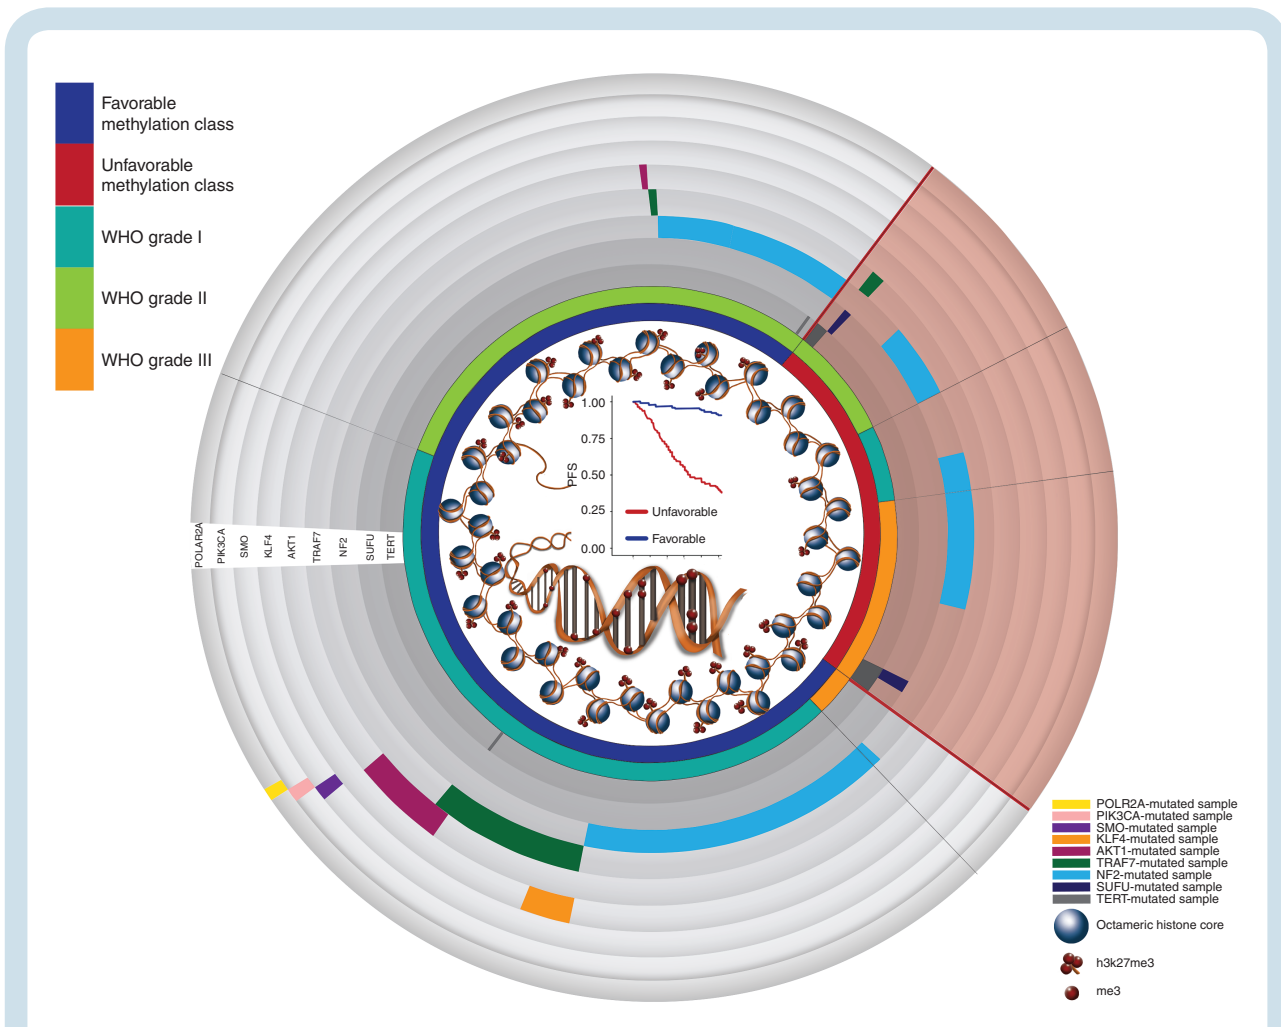 Favorable
methylation class
Unfavorable
methylation class
WHO grade I
WHO grade II
WHO grade III
POLAR2A
PIK3CA
SMO
KLF4
AKT1
TRAF7
NF2
SUFU
TERT
1.00
0.75
0.50
0.25
0.00
PFS
Unfavorable
Favorable
POLR2A-mutated sample
PIK3CA-mutated sample
SMO-mutated sample
KLF4-mutated sample
AKT1-mutated sample
TRAF7-mutated sample
NF2-mutated sample
SUFU-mutated sample
TERT-mutated sample
Octameric histone core
h3k27me3
me3